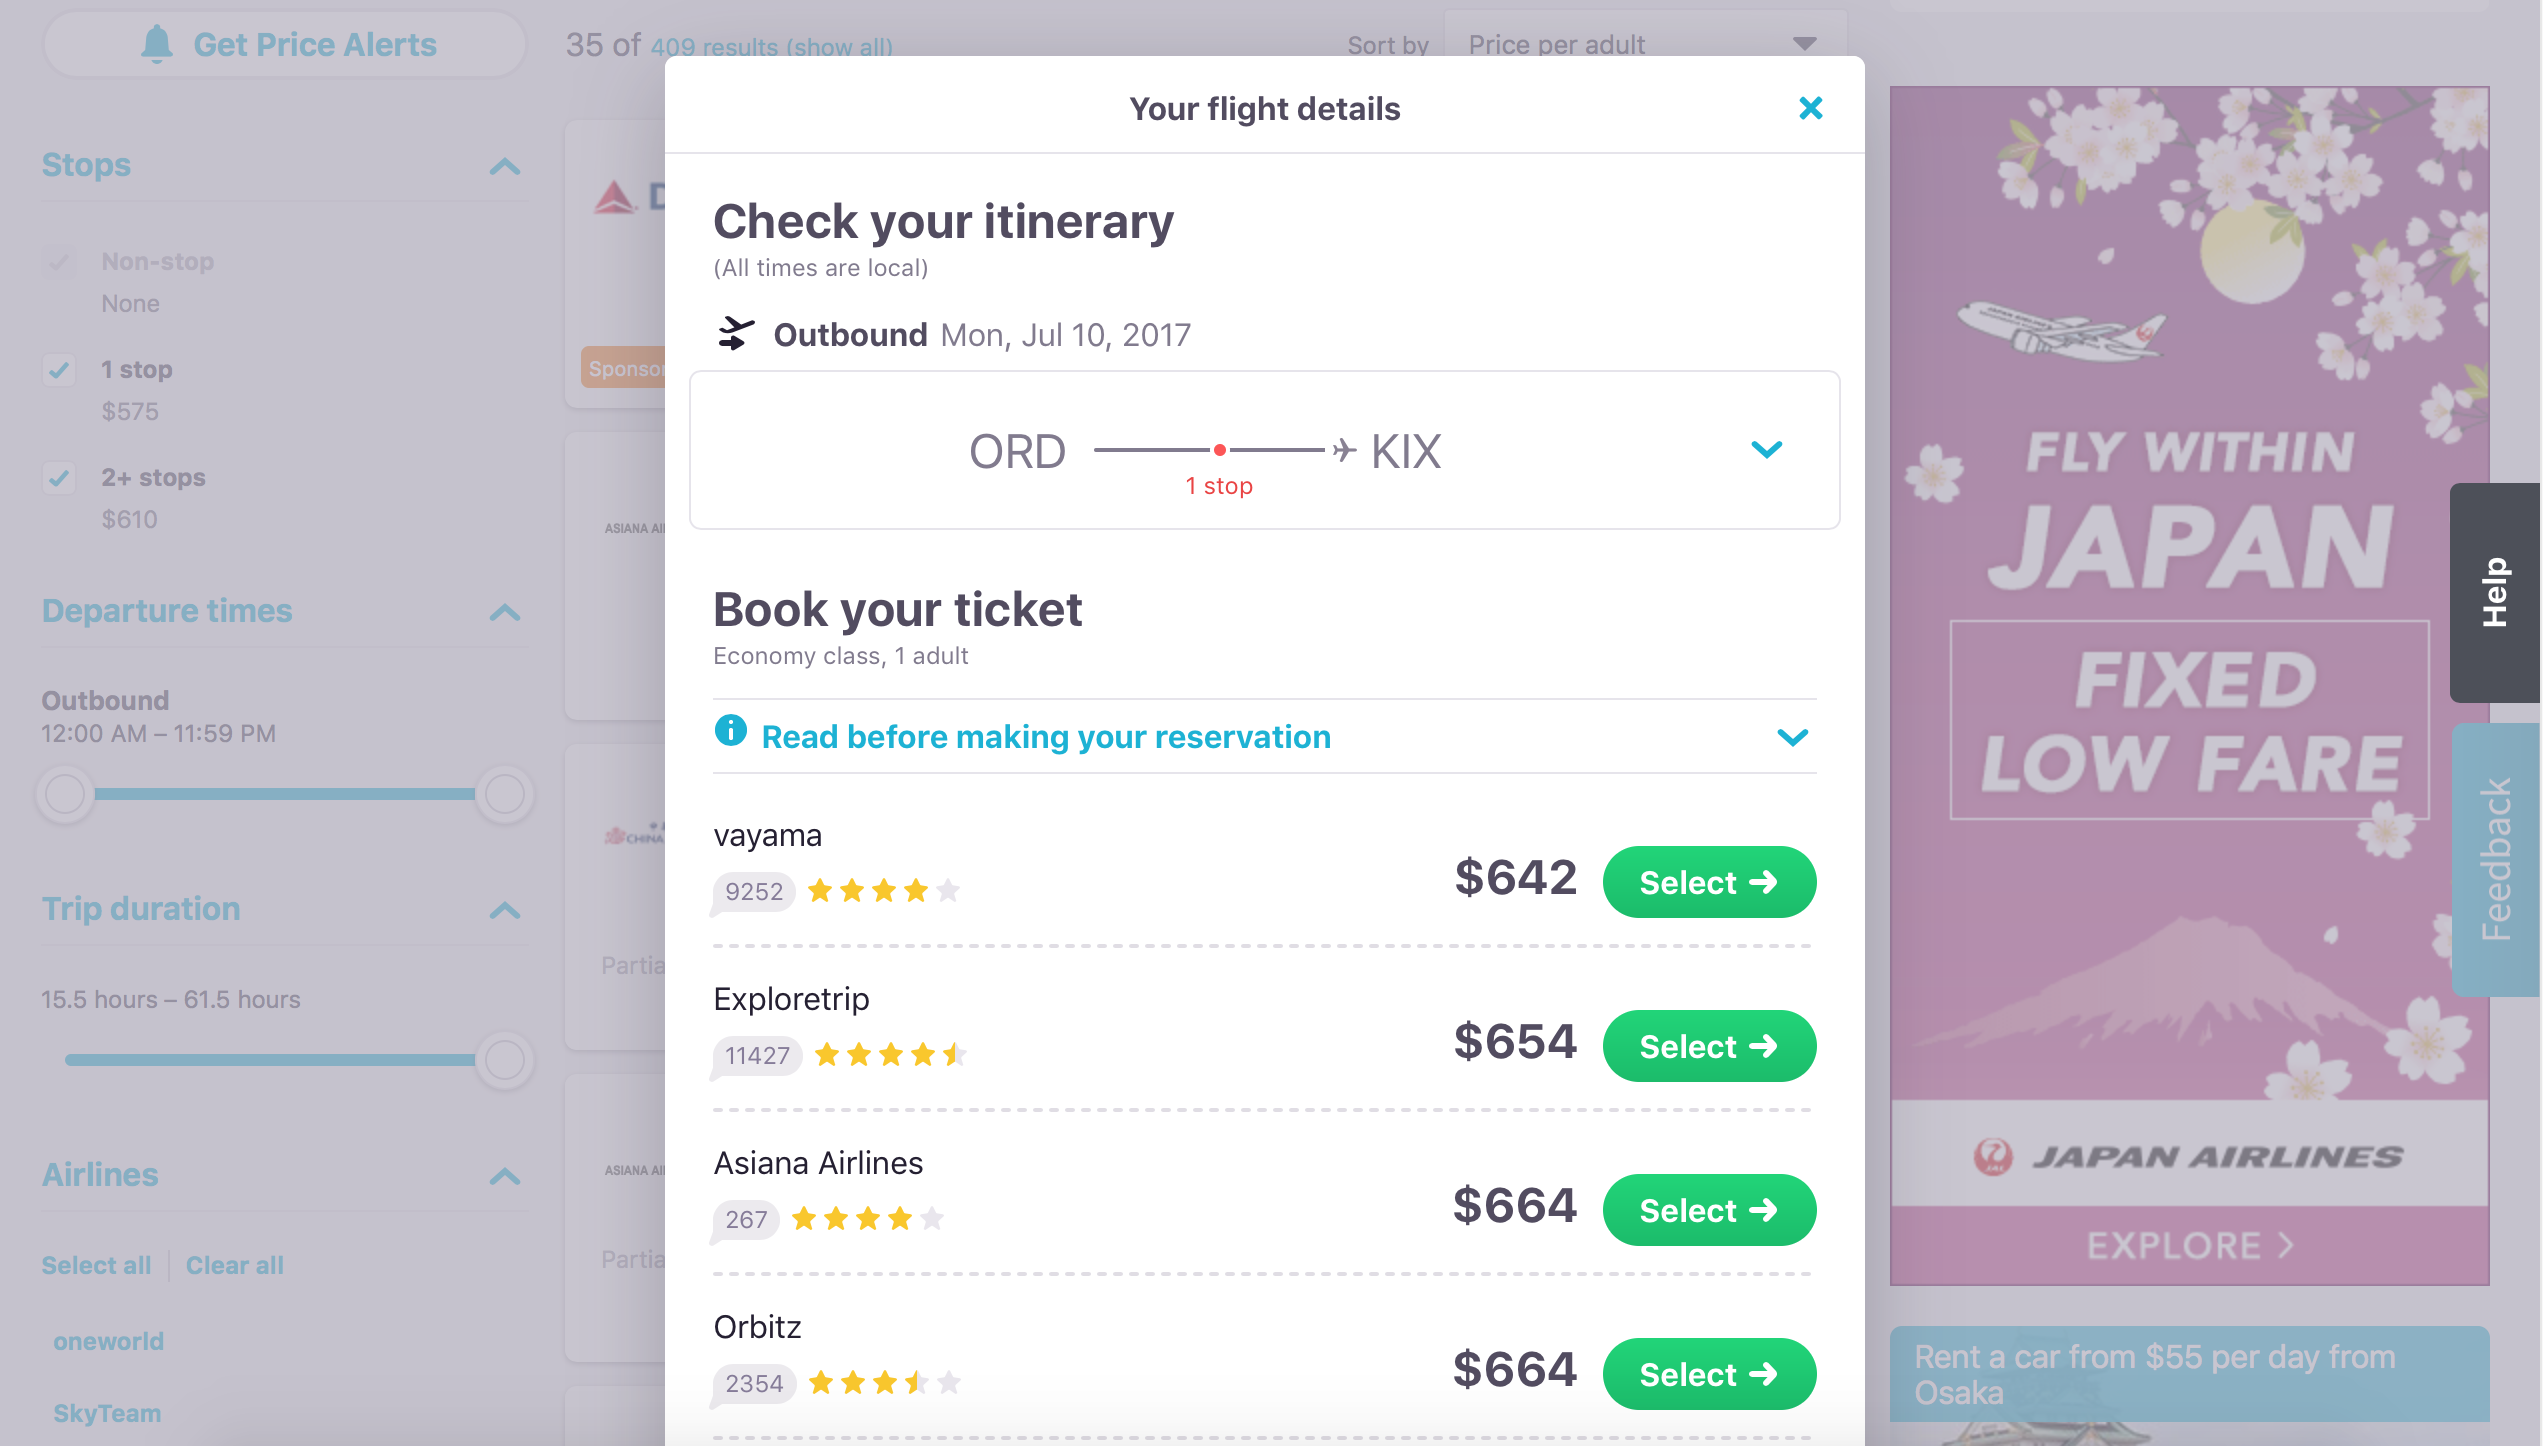 Get Price Alerts
35 of 409 results (show all)
Sort by
Price per adult
Stops
Non-stop
None
1 stop
$575
2+ stops
$610
Departure times
Outbound
12:00 AM – 11:59 PM
Trip duration
15.5 hours – 61.5 hours
Airlines
Select all
Clear all
oneworld
SkyTeam
ASIANA
CHINA
ASIANA
Your flight details
Check your itinerary
(All times are local)
Outbound Mon, Jul 10, 2017
ORD
KIX
1 stop
Book your ticket
Economy class, 1 adult
Read before making your reservation
vayama
9252
$642
Select
Exploretrip
11427
$654
Select
Asiana Airlines
267
$664
Select
Orbitz
2354
$664
Select
JAPAN AIRLINES
FLY WITHIN
JAPAN
FIXED
LOW FARE
JAPAN AIRLINES
EXPLORE >
Help
Feedback
Rent a car from $55 per day from
Osaka